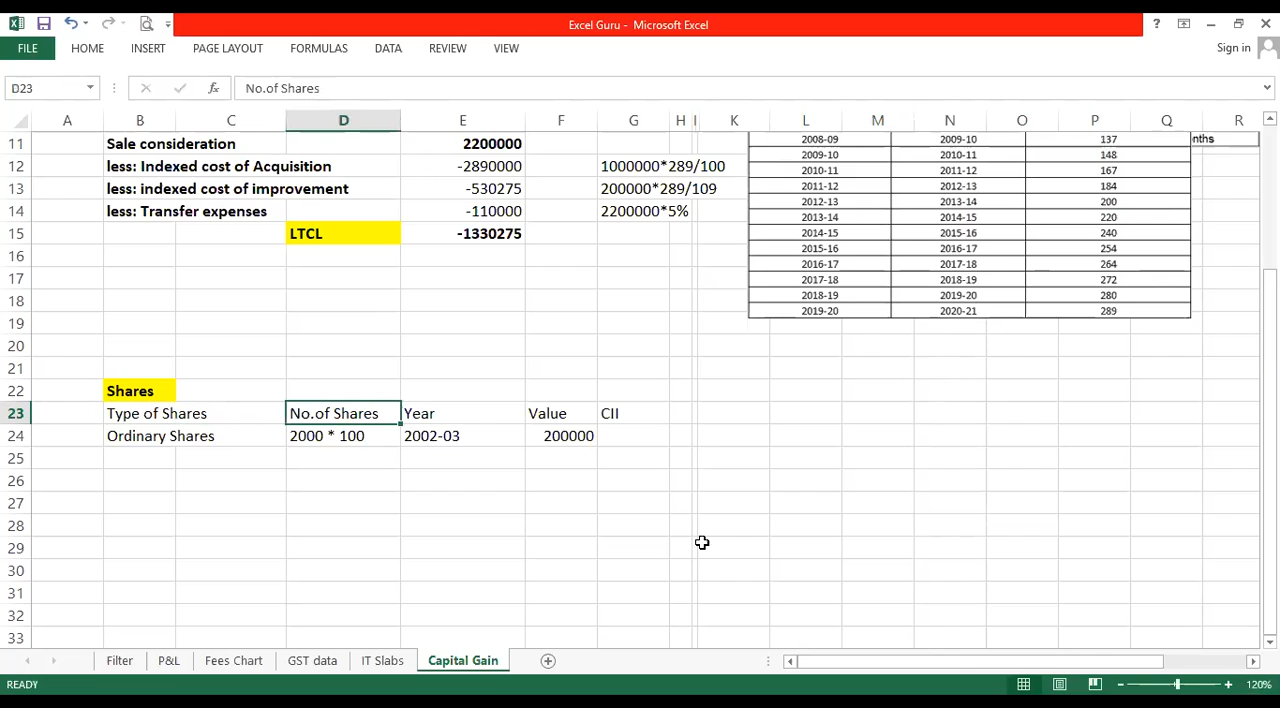 Excel Guru - Microsoft Excel
?
FILE HOME INSERT PAGE LAYOUT FORMULAS DATA REVIEW VIEW Sign in
D23 fx No.of Shares
A B C D E F G H I K L M N O P Q R
11 Sale consideration 2200000 2008-09 2009-10 137 nths
12 less: Indexed cost of Acquisition -2890000 1000000*289/100
13 less: indexed cost of improvement -530275 200000*289/109
14 less: Transfer expenses -110000 2200000*5%
15 LTCL -1330275
2009-10 2010-11 148
2010-11 2011-12 167
2011-12 2012-13 184
2012-13 2013-14 200
2013-14 2014-15 220
2014-15 2015-16 240
2015-16 2016-17 254
2016-17 2017-18 264
2017-18 2018-19 272
2018-19 2019-20 280
2019-20 2020-21 289
16
17
18
19
20
21
22 Shares
23 Type of Shares No.of Shares Year Value CII
24 Ordinary Shares 2000 * 100 2002-03 200000
25
26
27
28
29
30
31
32
33
Filter P&L Fees Chart GST data IT Slabs Capital Gain
READY 120%